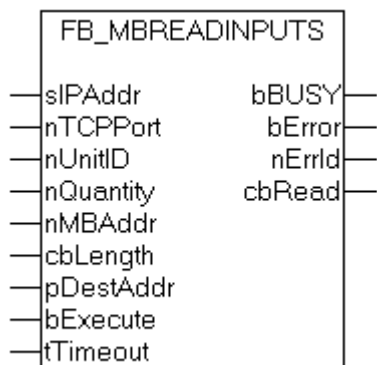 FB_MBREADINPUTS
sIPAddr bBUSY
nTCPPort bError
nUnitID nErrId
nQuantity cbRead
nMBAddr
cbLength
pDestAddr
bExecute
tTimeout